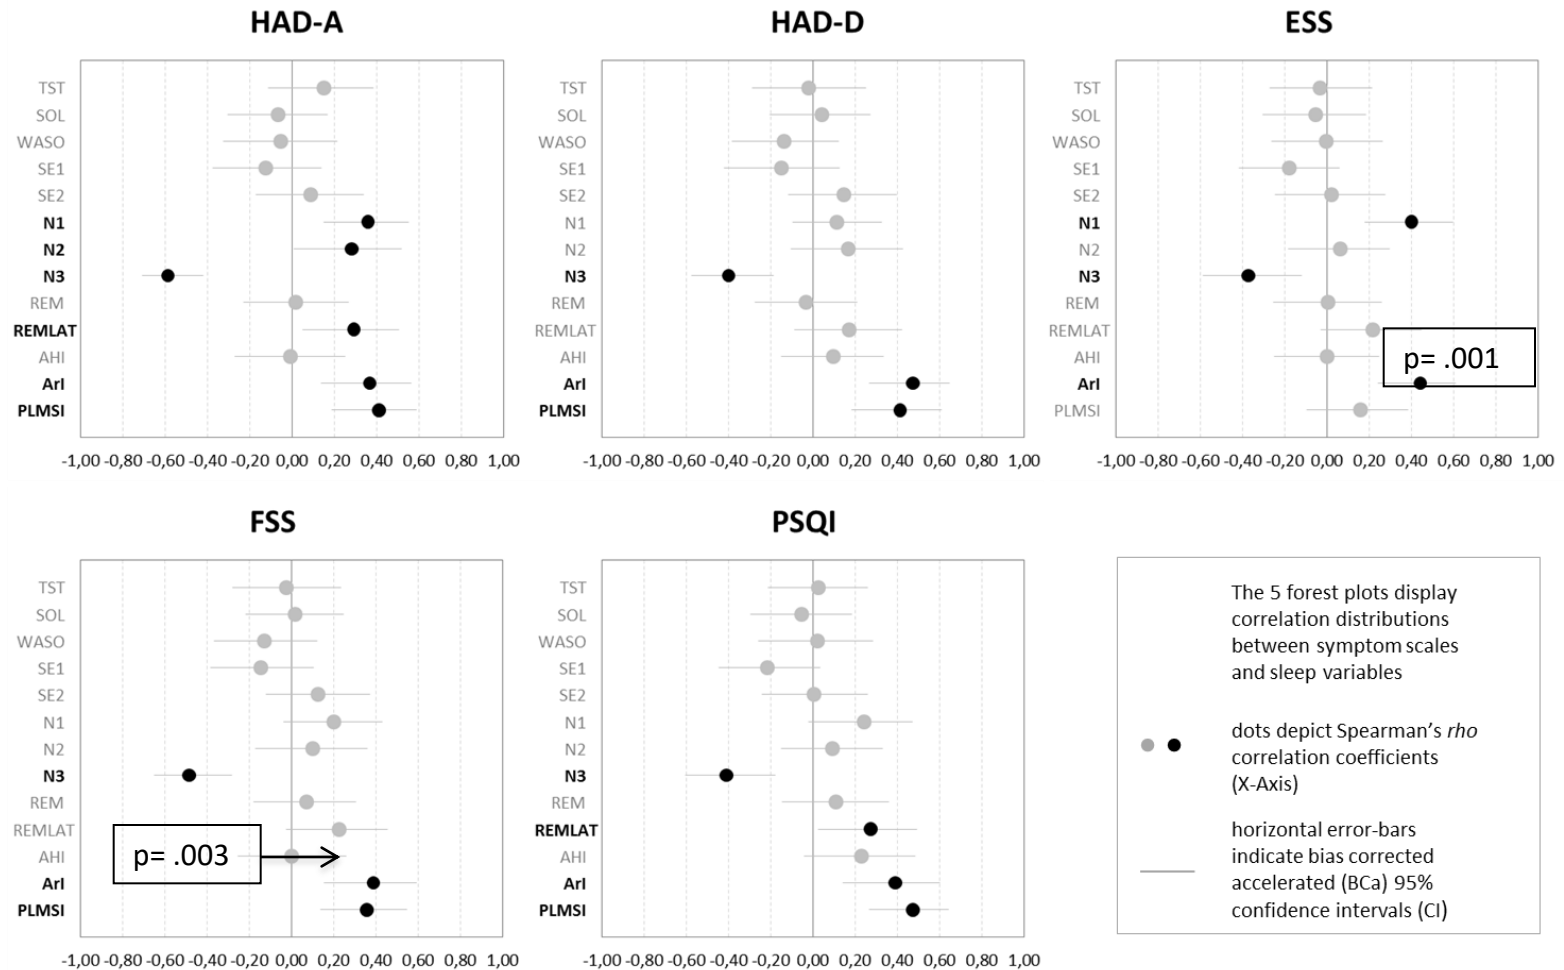 HAD-A
TST
SOL
WASO
SE1
SE2
N1
N2
N3
REM
REMLAT
AHI
ArI
PLMSI
-1,00 -0,80 -0,60 -0,40 -0,20 0,00 0,20 0,40 0,60 0,80 1,00
HAD-D
TST
SOL
WASO
SE1
SE2
N1
N2
N3
REM
REMLAT
AHI
ArI
PLMSI
-1,00 -0,80 -0,60 -0,40 -0,20 0,00 0,20 0,40 0,60 0,80 1,00
ESS
TST
SOL
WASO
SE1
SE2
N1
N2
N3
REM
REMLAT
AHI
ArI
PLMSI
p= .001
-1,00 -0,80 -0,60 -0,40 -0,20 0,00 0,20 0,40 0,60 0,80 1,00
FSS
TST
SOL
WASO
SE1
SE2
N1
N2
N3
REM
REMLAT
AHI
ArI
PLMSI
p= .003
-1,00 -0,80 -0,60 -0,40 -0,20 0,00 0,20 0,40 0,60 0,80 1,00
PSQI
TST
SOL
WASO
SE1
SE2
N1
N2
N3
REM
REMLAT
AHI
ArI
PLMSI
-1,00 -0,80 -0,60 -0,40 -0,20 0,00 0,20 0,40 0,60 0,80 1,00
The 5 forest plots display
correlation distributions
between symptom scales
and sleep variables
dots depict Spearman's rho
correlation coefficients
(X-Axis)
horizontal error-bars
indicate bias corrected
accelerated (BCa) 95%
confidence intervals (CI)